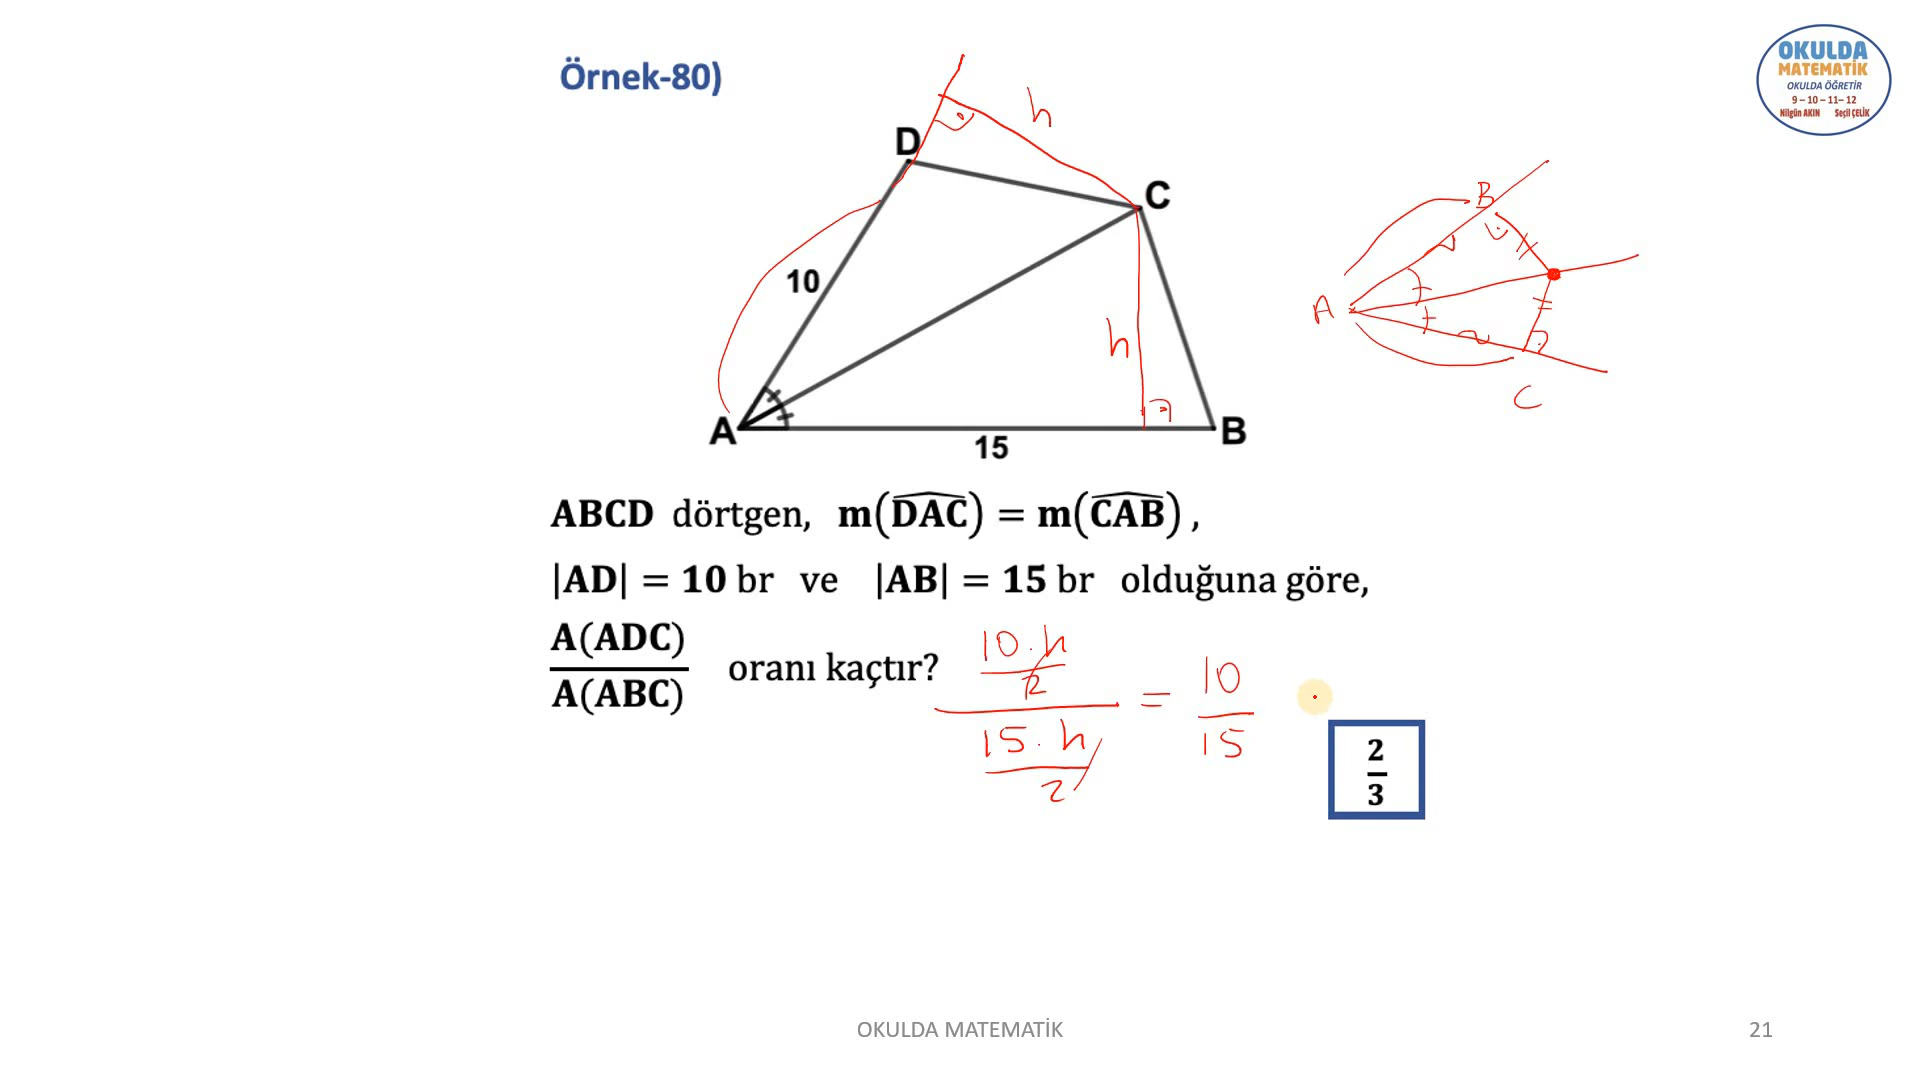 Örnek-80)
OKULDA
MATEMATİK
OKULDA ÖĞRETİR
9 – 10 – 11– 12
Nilgün AKIN Seçil ÇELİK
h
D
C
10
h
A
15
B
B
A
C
ABCD dörtgen, m(DAC) = m(CAB) ,
|AD| = 10 br ve |AB| = 15 br olduğuna göre,
A(ADC)
A(ABC)
oranı kaçtır?
10 . h
2
15 . h
2
=
10
15
2
3
OKULDA MATEMATİK
21